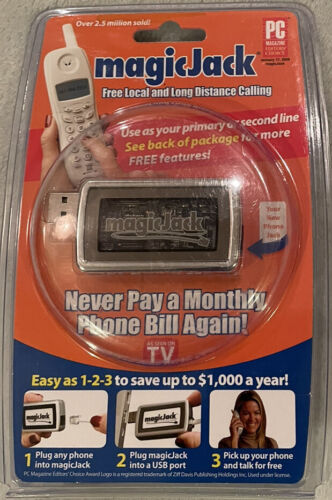 Over 2.5 million sold!
PC
MAGAZINE
EDITORS'
CHOICE
January 17, 2008
magicJack
magicJack®
Free Local and Long Distance Calling
Use as your primary or second line
See back of package for more
FREE features!
magicJack
Your
New
Phone
Jack
Never Pay a Monthly
Phone Bill Again!
AS SEEN ON
TV
Easy as 1-2-3 to save up to $1,000 a year!
magicJack
magicJack
1 Plug any phone
into magicJack
2 Plug magicJack
into a USB port
3 Pick up your phone
and talk for free
PC Magazine Editors' Choice Award Logo is a registered trademark of Ziff Davis Publishing Holdings Inc. Used under license.